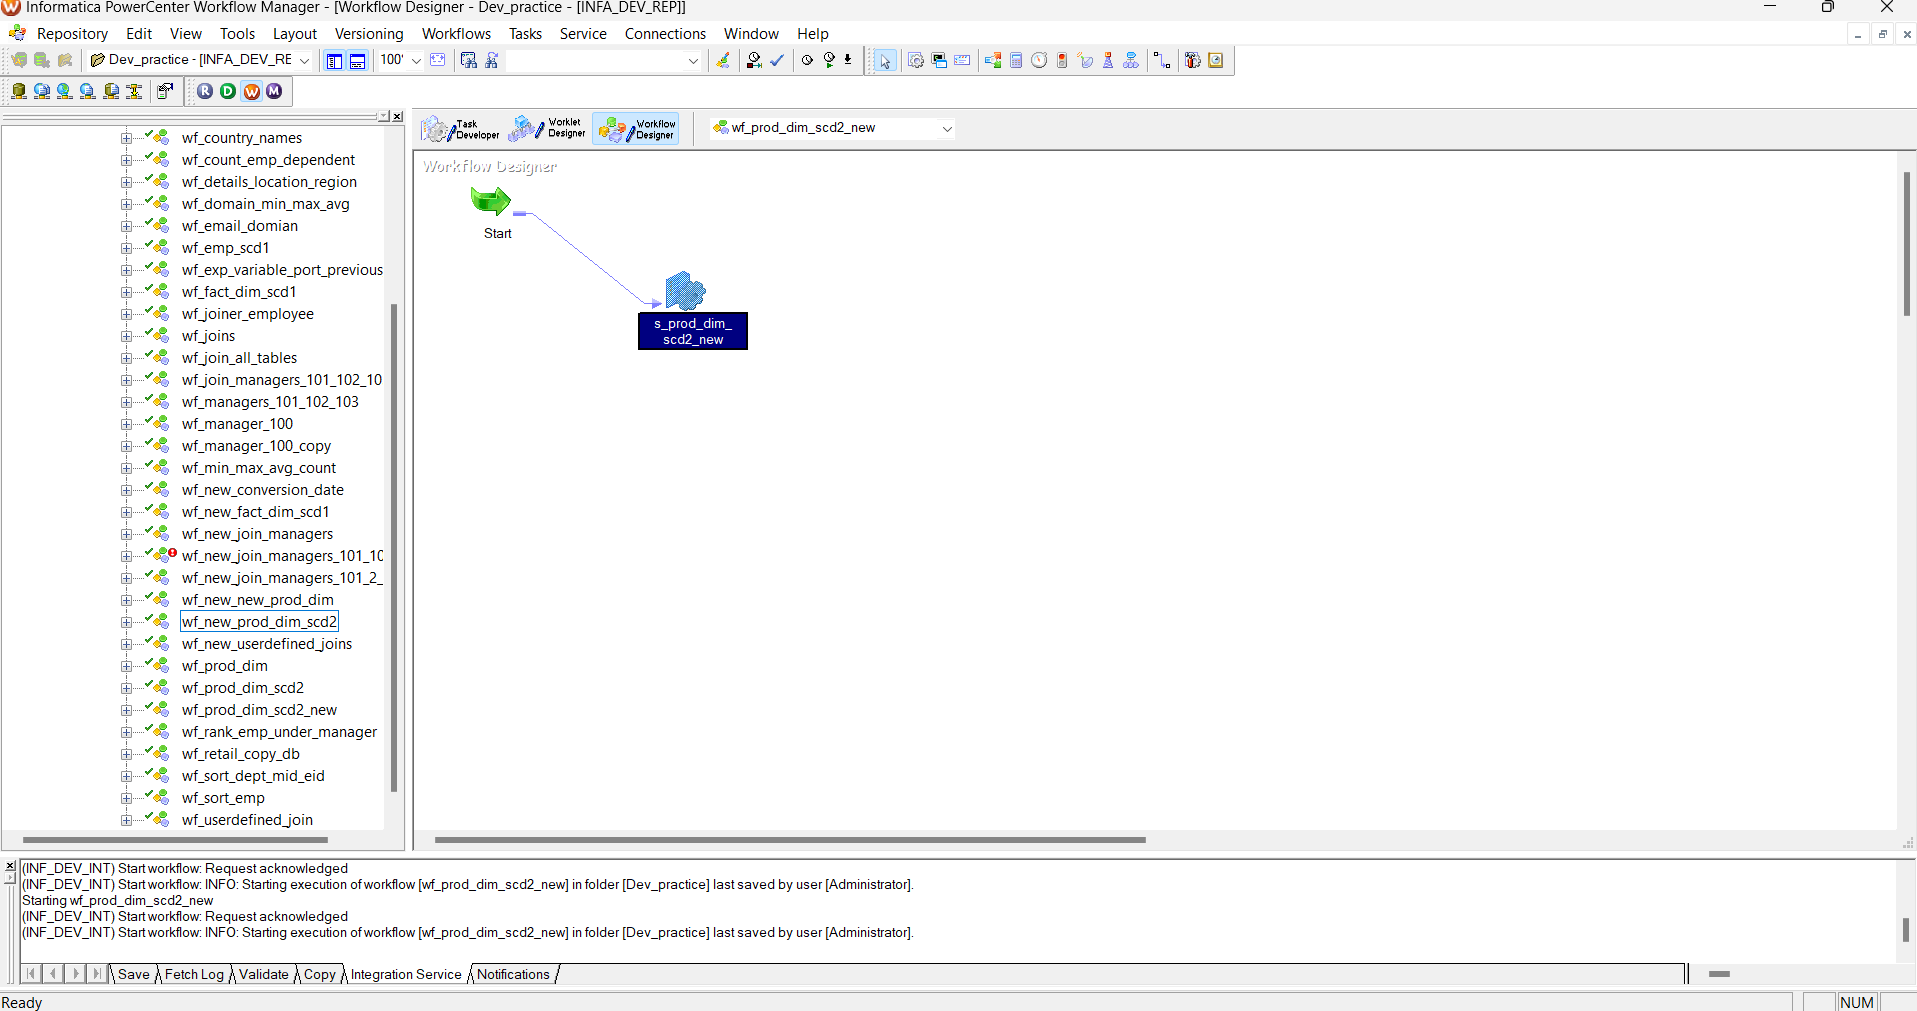 Informatica PowerCenter Workflow Manager - [Workflow Designer - Dev_practice - [INFA_DEV_REP]]
Repository Edit View Tools Layout Versioning Workflows Tasks Service Connections Window Help
Dev_practice - [INFA_DEV_RE 100'
R D W M
Task Developer Worklet Designer Workflow Designer wf_prod_dim_scd2_new
wf_country_names
wf_count_emp_dependent
wf_details_location_region
wf_domain_min_max_avg
wf_email_domian
wf_emp_scd1
wf_exp_variable_port_previous
wf_fact_dim_scd1
wf_joiner_employee
wf_joins
wf_join_all_tables
wf_join_managers_101_102_10
wf_managers_101_102_103
wf_manager_100
wf_manager_100_copy
wf_min_max_avg_count
wf_new_conversion_date
wf_new_fact_dim_scd1
wf_new_join_managers
wf_new_join_managers_101_10
wf_new_join_managers_101_2_
wf_new_new_prod_dim
wf_new_prod_dim_scd2
wf_new_userdefined_joins
wf_prod_dim
wf_prod_dim_scd2
wf_prod_dim_scd2_new
wf_rank_emp_under_manager
wf_retail_copy_db
wf_sort_dept_mid_eid
wf_sort_emp
wf_userdefined_join
Workflow Designer
Start
s_prod_dim_
scd2_new
(INF_DEV_INT) Start workflow: Request acknowledged
(INF_DEV_INT) Start workflow: INFO: Starting execution of workflow [wf_prod_dim_scd2_new] in folder [Dev_practice] last saved by user [Administrator].
Starting wf_prod_dim_scd2_new
(INF_DEV_INT) Start workflow: Request acknowledged
(INF_DEV_INT) Start workflow: INFO: Starting execution of workflow [wf_prod_dim_scd2_new] in folder [Dev_practice] last saved by user [Administrator].
Save Fetch Log Validate Copy Integration Service Notifications
Ready NUM